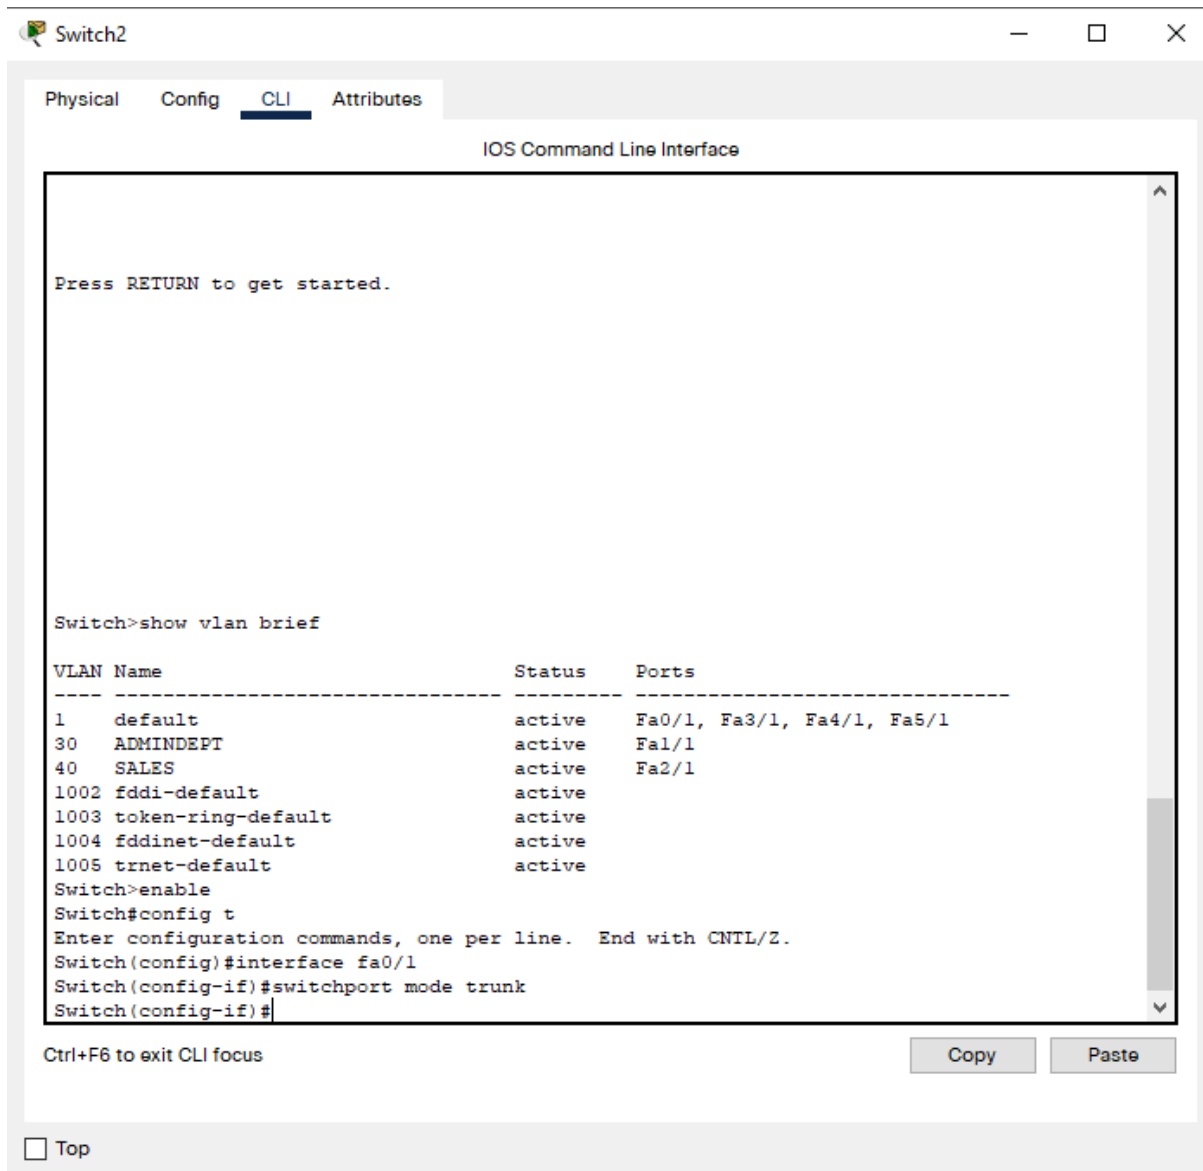 Switch2
Physical Config CLI Attributes
IOS Command Line Interface
Press RETURN to get started.
Switch>show vlan brief
VLAN Name                             Status    Ports
---- -------------------------------- --------- -------------------------------
1    default                          active    Fa0/1, Fa3/1, Fa4/1, Fa5/1
30   ADMINDEPT                        active    Fa1/1
40   SALES                            active    Fa2/1
1002 fddi-default                     active
1003 token-ring-default               active
1004 fddinet-default                  active
1005 trnet-default                    active
Switch>enable
Switch#config t
Enter configuration commands, one per line.  End with CNTL/Z.
Switch(config)#interface fa0/1
Switch(config-if)#switchport mode trunk
Switch(config-if)#
Ctrl+F6 to exit CLI focus
Copy Paste
Top